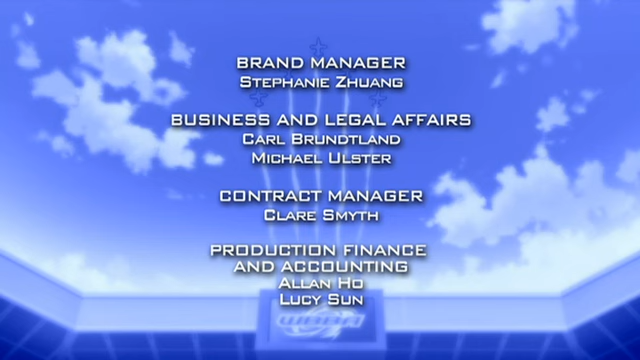 BRAND MANAGER
STEPHANIE ZHUANG
BUSINESS AND LEGAL AFFAIRS
CARL BRUNDTLAND
MICHAEL ULSTER
CONTRACT MANAGER
CLARE SMYTH
PRODUCTION FINANCE
AND ACCOUNTING
ALLAN HO
LUCY SUN
WBBA